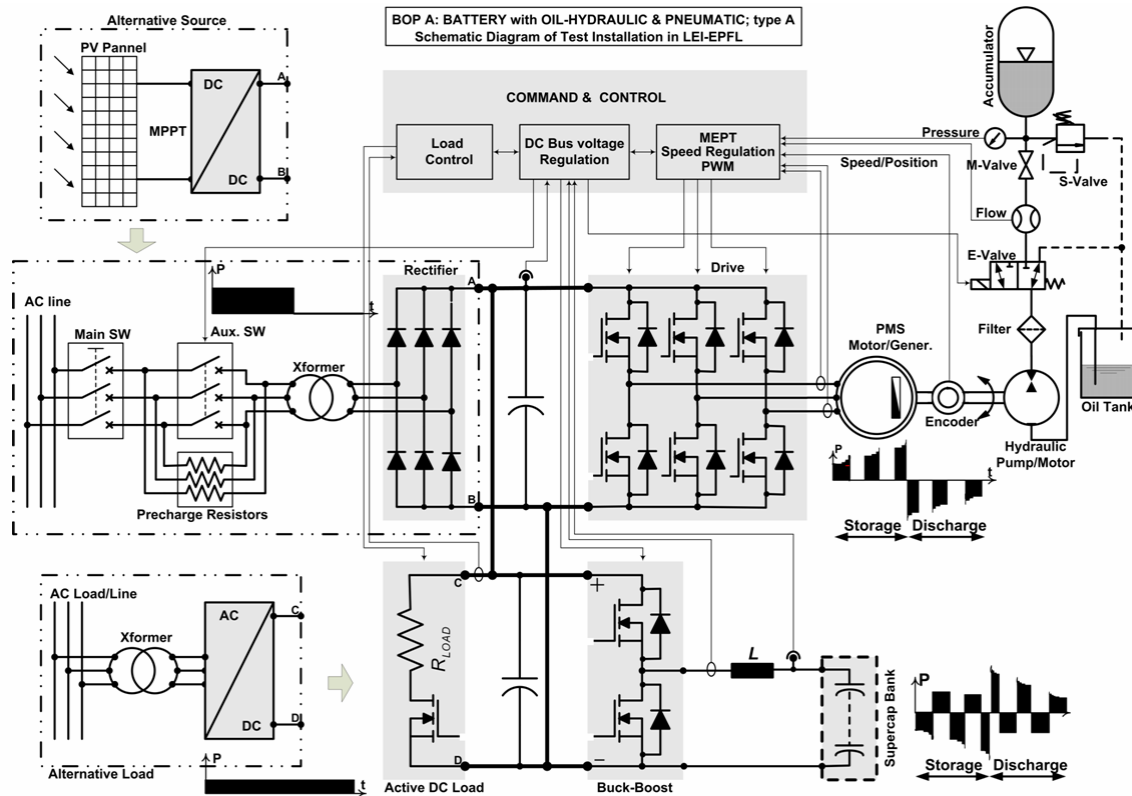 BOP A: BATTERY with OIL-HYDRAULIC & PNEUMATIC; type A
Schematic Diagram of Test Installation in LEI-EPFL
Alternative Source
PV Pannel
MPPT
DC
DC
A
B
COMMAND & CONTROL
Load
Control
DC Bus voltage
Regulation
MEPT
Speed Regulation
PWM
Speed/Position
Accumulator
Pressure
M-Valve
S-Valve
Flow
E-Valve
Filter
Oil Tank
Hydraulic
Pump/Motor
Encoder
PMS
Motor/Gener.
Drive
Rectifier
A
B
P
t
AC line
Main SW
Aux. SW
Xformer
Precharge Resistors
P
t
Storage
Discharge
AC Load/Line
Xformer
AC
DC
C
D
Alternative Load
P
t
C
D
R LOAD
Active DC Load
+
−
Buck-Boost
L
Supercap Bank
P
t
Storage
Discharge